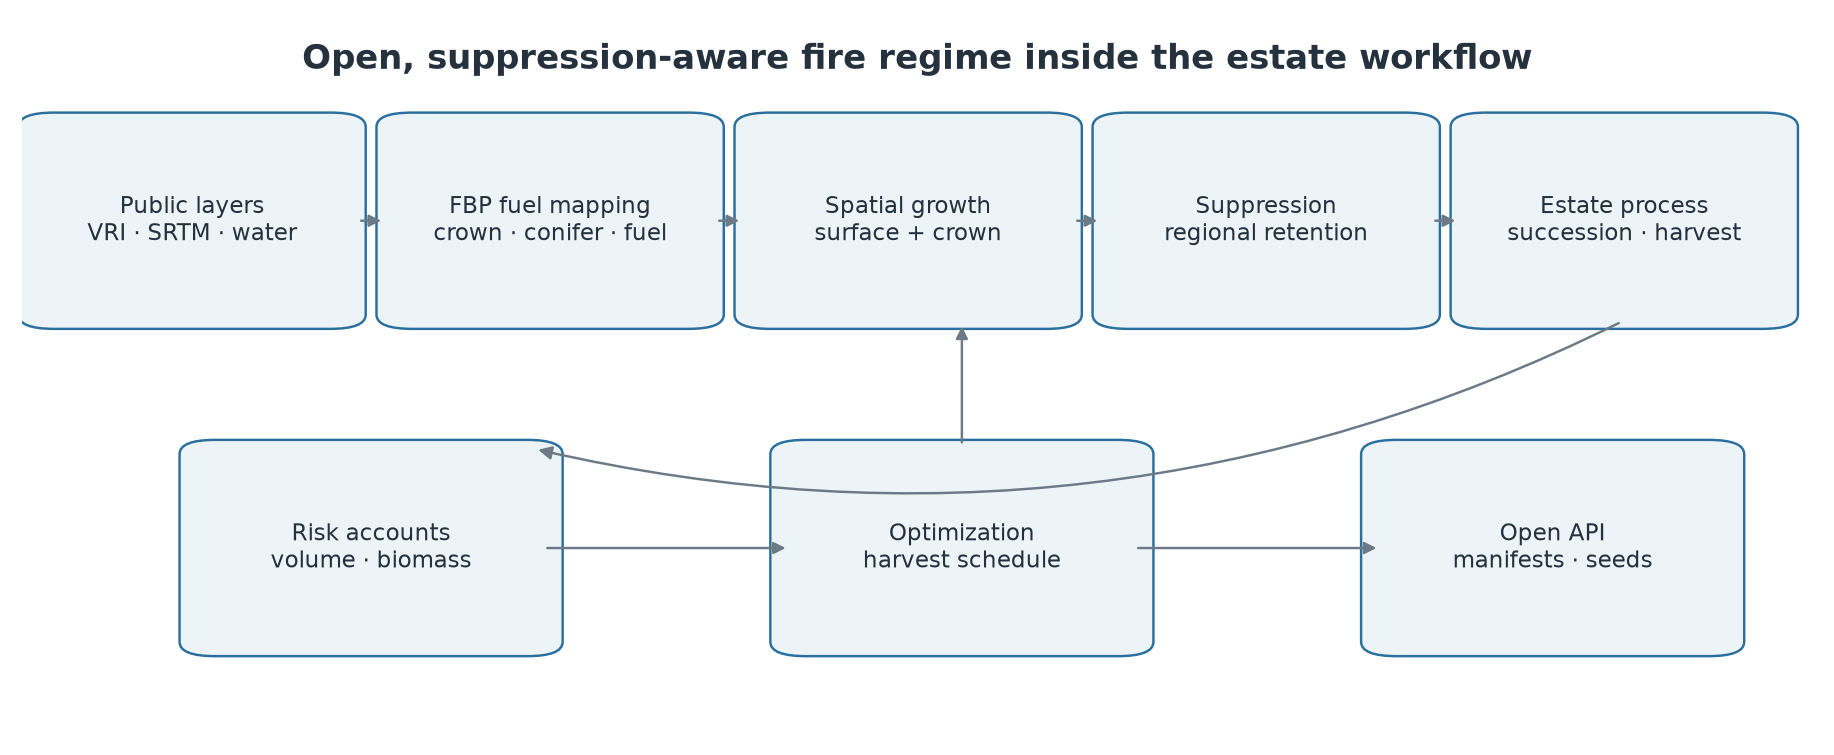 Open, suppression-aware fire regime inside the estate workflow
Public layers
VRI · SRTM · water
FBP fuel mapping
crown · conifer · fuel
Spatial growth
surface + crown
Suppression
regional retention
Estate process
succession · harvest
Risk accounts
volume · biomass
Optimization
harvest schedule
Open API
manifests · seeds